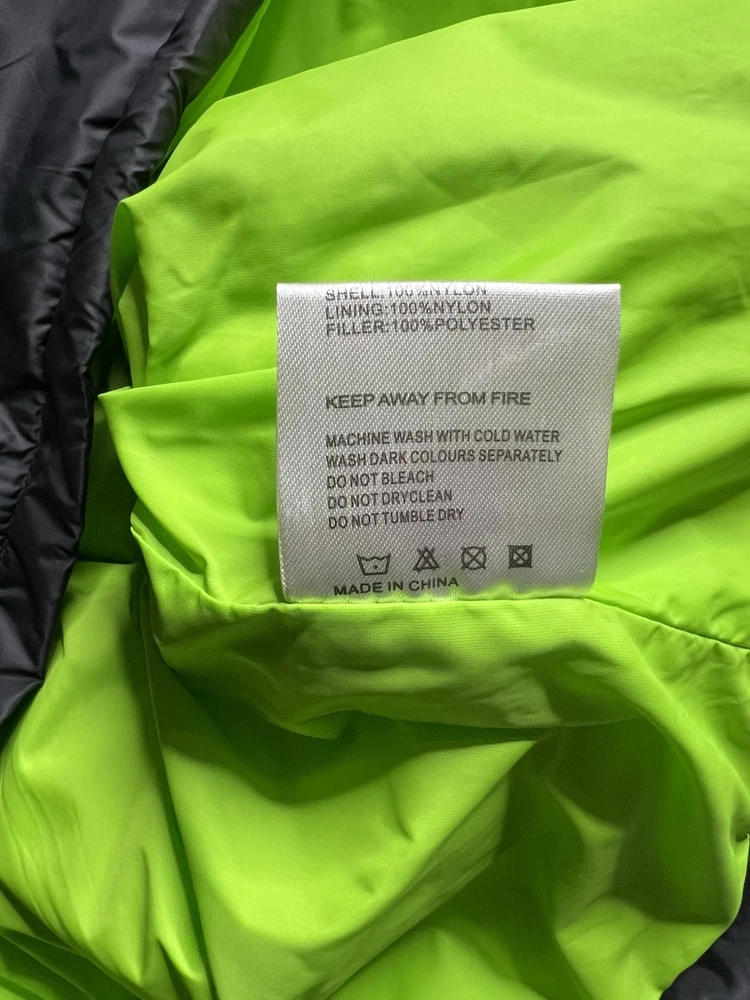 SHELL:100%NYLON
LINING:100%NYLON
FILLER:100%POLYESTER
KEEP AWAY FROM FIRE
MACHINE WASH WITH COLD WATER
WASH DARK COLOURS SEPARATELY
DO NOT BLEACH
DO NOT DRYCLEAN
DO NOT TUMBLE DRY
MADE IN CHINA